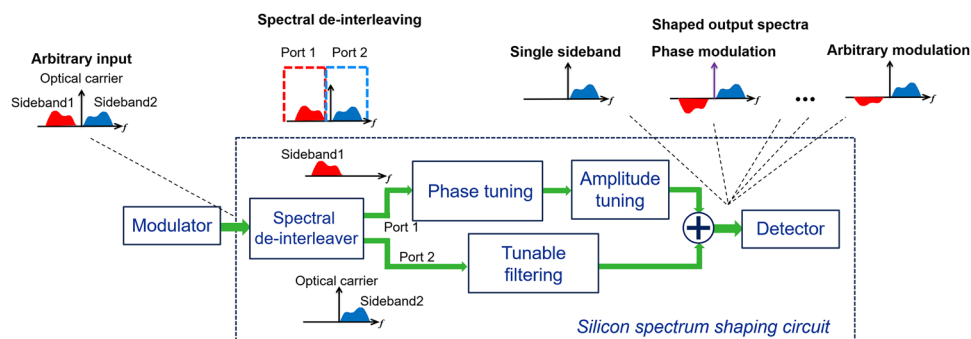 Spectral de-interleaving
Port 1
Port 2
f
Arbitrary input
Optical carrier
Sideband1
Sideband2
f
Shaped output spectra
Single sideband
f
Phase modulation
f
Arbitrary modulation
f
•••
Sideband1
f
Modulator
Spectral
de-interleaver
Port 1
Port 2
Phase tuning
Amplitude
tuning
Tunable
filtering
+
Detector
Optical carrier
Sideband2
f
Silicon spectrum shaping circuit